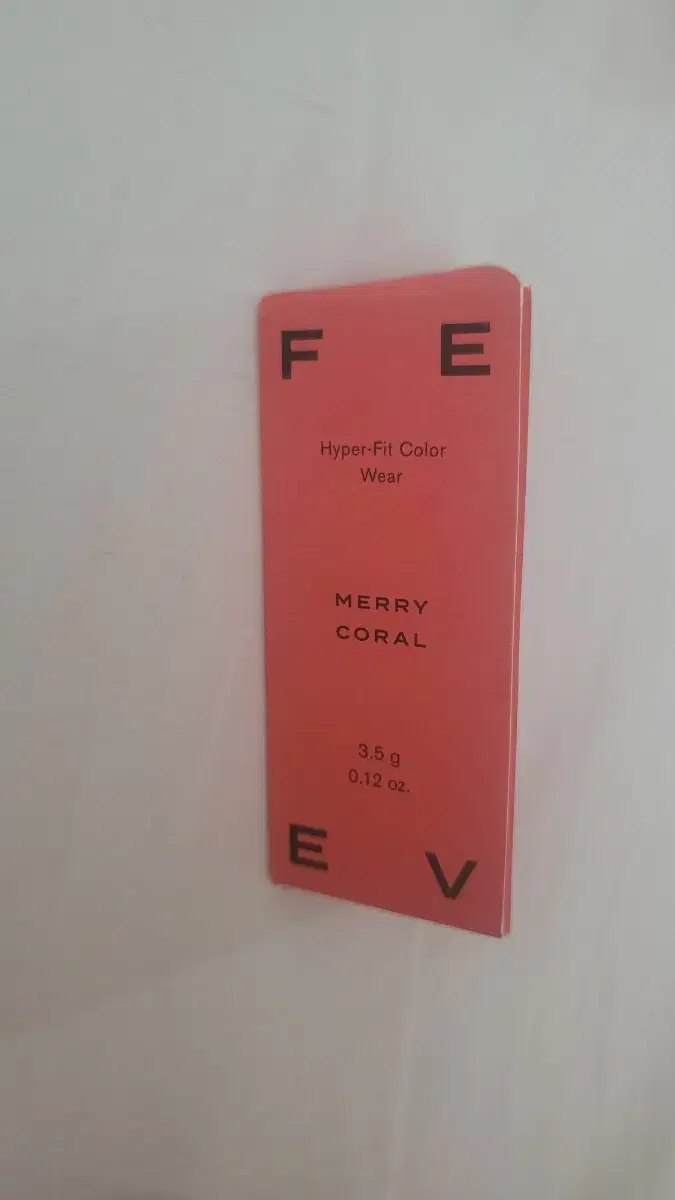 F E
Hyper-Fit Color
Wear
MERRY
CORAL
3.5 g
0.12 oz.
E V